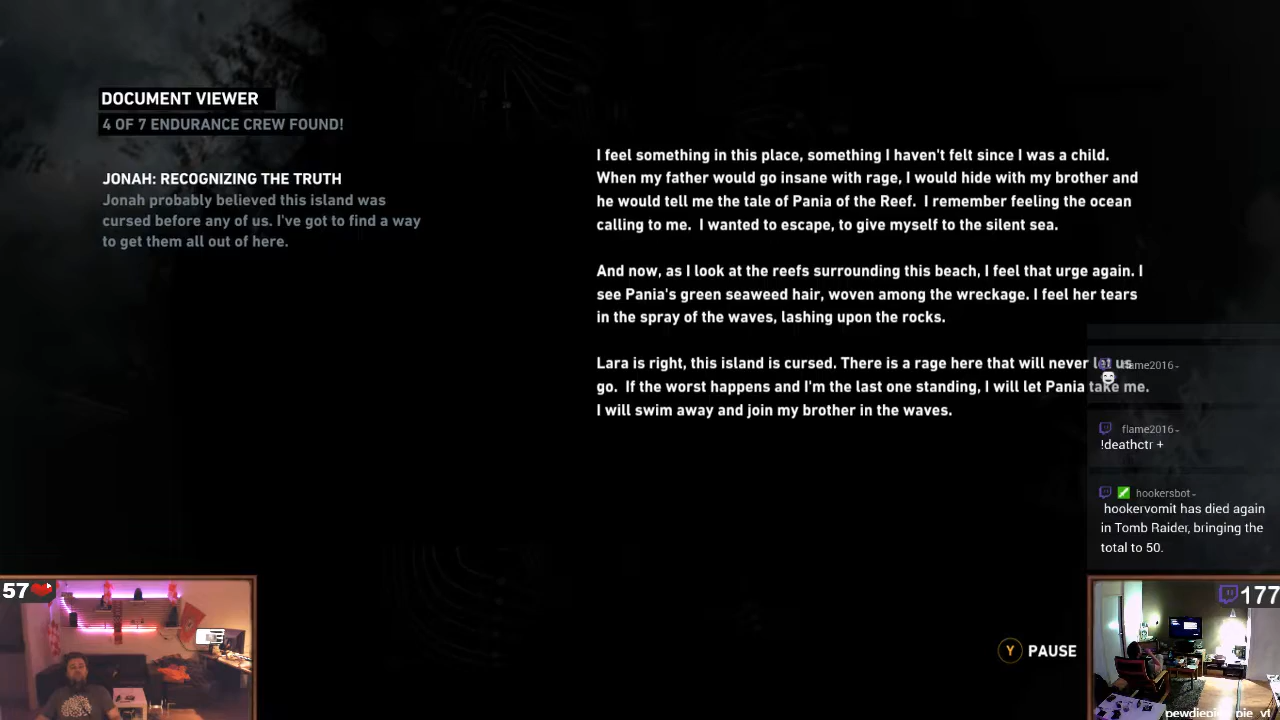 DOCUMENT VIEWER
4 OF 7 ENDURANCE CREW FOUND!
JONAH: RECOGNIZING THE TRUTH
Jonah probably believed this island was
cursed before any of us. I've got to find a way
to get them all out of here.
I feel something in this place, something I haven't felt since I was a child.
When my father would go insane with rage, I would hide with my brother and
he would tell me the tale of Pania of the Reef. I remember feeling the ocean
calling to me. I wanted to escape, to give myself to the silent sea.
And now, as I look at the reefs surrounding this beach, I feel that urge again. I
see Pania's green seaweed hair, woven among the wreckage. I feel her tears
in the spray of the waves, lashing upon the rocks.
Lara is right, this island is cursed. There is a rage here that will never let us
go. If the worst happens and I'm the last one standing, I will let Pania take me.
I will swim away and join my brother in the waves.
flame2016
flame2016
!deathctr +
hookersbot
hookervomit has died again
in Tomb Raider, bringing the
total to 50.
57
177
Y PAUSE